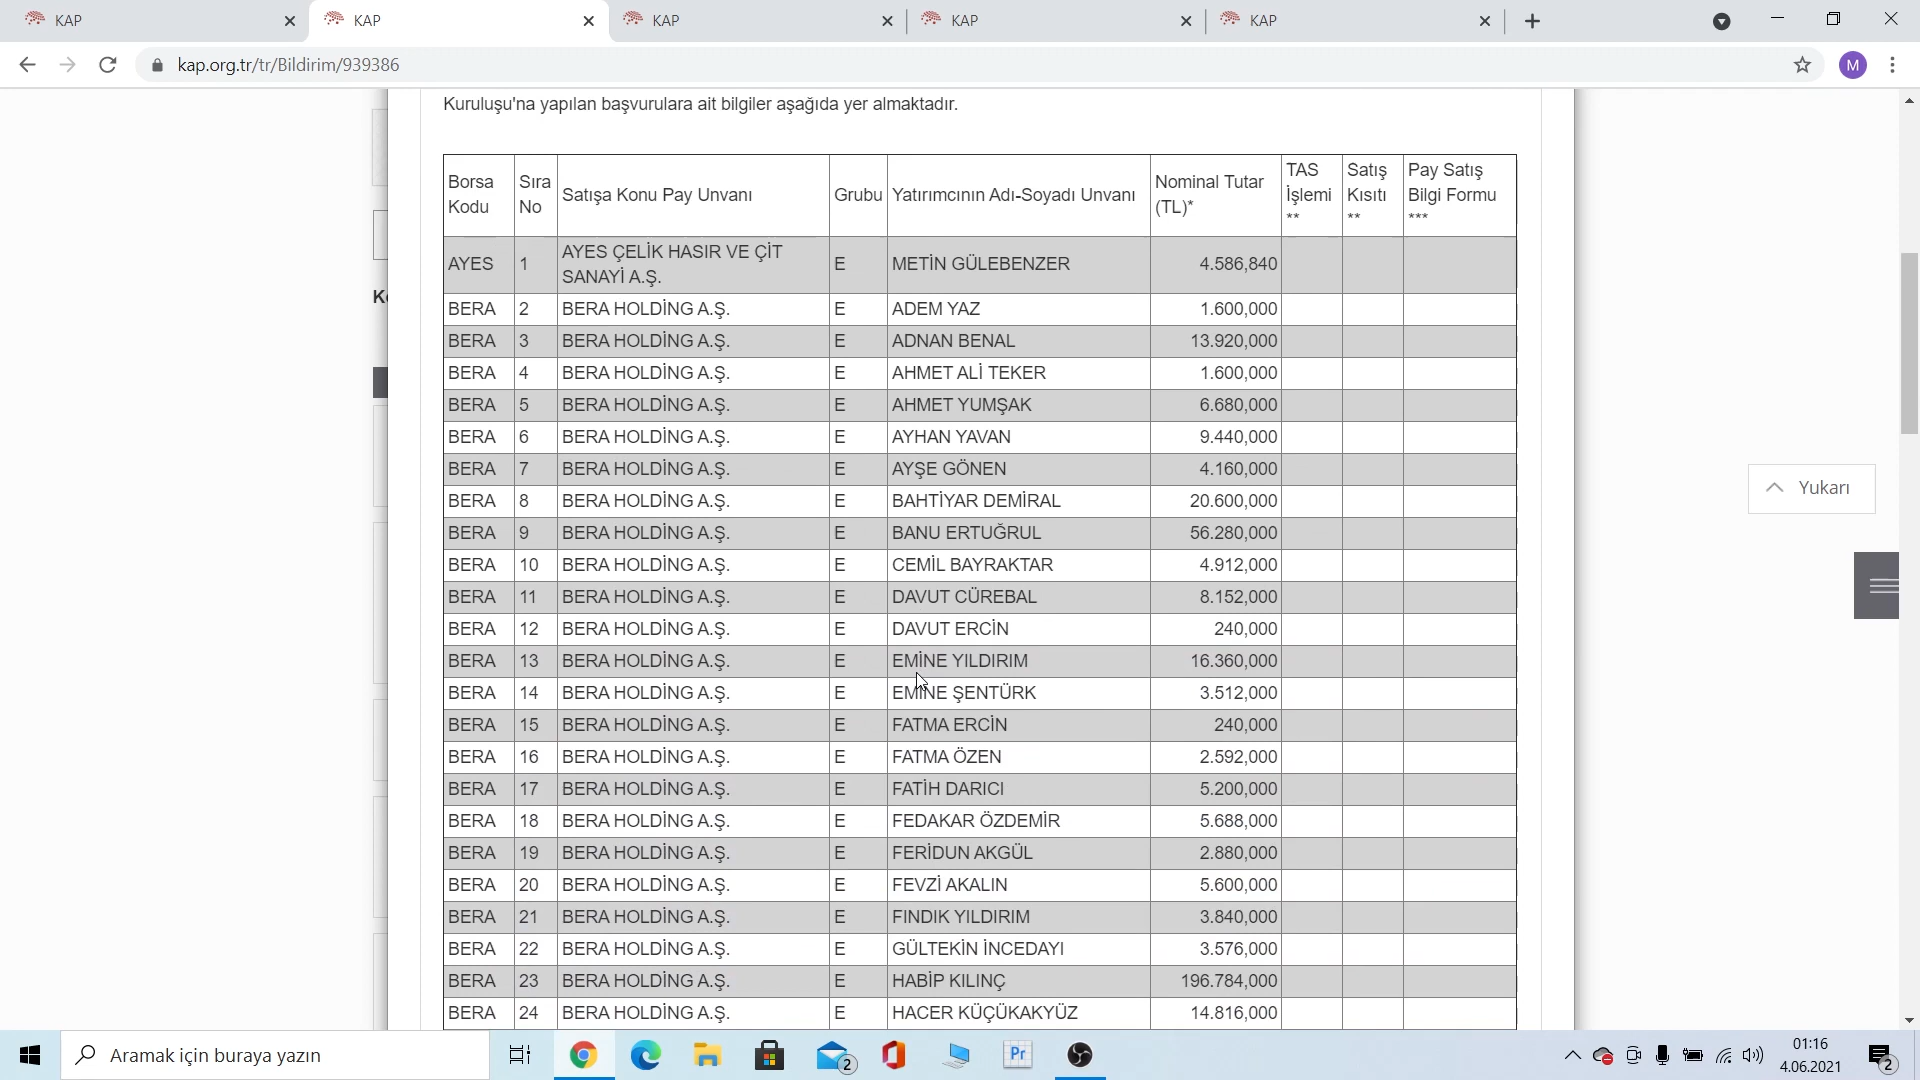 KAP
KAP
KAP
KAP
KAP
kap.org.tr/tr/Bildirim/939386
M
Kuruluşu'na yapılan başvurulara ait bilgiler aşağıda yer almaktadır.
Borsa Kodu Sıra No Satışa Konu Pay Unvanı Grubu Yatırımcının Adı-Soyadı Unvanı Nominal Tutar (TL)* TAS İşlemi ** Satış Kısıtı ** Pay Satış Bilgi Formu ***
AYES 1 AYES ÇELİK HASIR VE ÇİT SANAYİ A.Ş. E METİN GÜLEBENZER 4.586,840
BERA 2 BERA HOLDİNG A.Ş. E ADEM YAZ 1.600,000
BERA 3 BERA HOLDİNG A.Ş. E ADNAN BENAL 13.920,000
BERA 4 BERA HOLDİNG A.Ş. E AHMET ALİ TEKER 1.600,000
BERA 5 BERA HOLDİNG A.Ş. E AHMET YUMŞAK 6.680,000
BERA 6 BERA HOLDİNG A.Ş. E AYHAN YAVAN 9.440,000
BERA 7 BERA HOLDİNG A.Ş. E AYŞE GÖNEN 4.160,000
BERA 8 BERA HOLDİNG A.Ş. E BAHTİYAR DEMİRAL 20.600,000
BERA 9 BERA HOLDİNG A.Ş. E BANU ERTUĞRUL 56.280,000
BERA 10 BERA HOLDİNG A.Ş. E CEMİL BAYRAKTAR 4.912,000
BERA 11 BERA HOLDİNG A.Ş. E DAVUT CÜREBAL 8.152,000
BERA 12 BERA HOLDİNG A.Ş. E DAVUT ERCİN 240,000
BERA 13 BERA HOLDİNG A.Ş. E EMİNE YILDIRIM 16.360,000
BERA 14 BERA HOLDİNG A.Ş. E EMİNE ŞENTÜRK 3.512,000
BERA 15 BERA HOLDİNG A.Ş. E FATMA ERCİN 240,000
BERA 16 BERA HOLDİNG A.Ş. E FATMA ÖZEN 2.592,000
BERA 17 BERA HOLDİNG A.Ş. E FATİH DARICI 5.200,000
BERA 18 BERA HOLDİNG A.Ş. E FEDAKAR ÖZDEMİR 5.688,000
BERA 19 BERA HOLDİNG A.Ş. E FERİDUN AKGÜL 2.880,000
BERA 20 BERA HOLDİNG A.Ş. E FEVZİ AKALIN 5.600,000
BERA 21 BERA HOLDİNG A.Ş. E FINDIK YILDIRIM 3.840,000
BERA 22 BERA HOLDİNG A.Ş. E GÜLTEKİN İNCEDAYI 3.576,000
BERA 23 BERA HOLDİNG A.Ş. E HABİP KILINÇ 196.784,000
BERA 24 BERA HOLDİNG A.Ş. E HACER KÜÇÜKAKYÜZ 14.816,000
Yukarı
Aramak için buraya yazın
2
Pr
01:16
4.06.2021
2